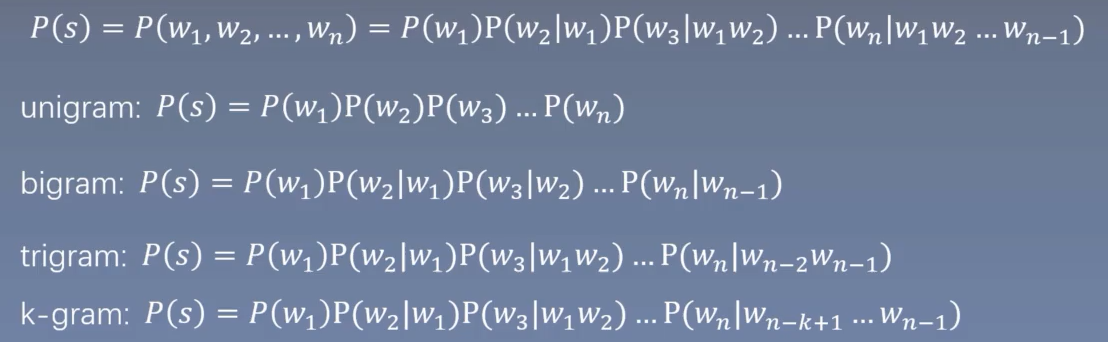 P(s) = P(w₁, w₂, ..., wₙ) = P(w₁)P(w₂|w₁)P(w₃|w₁w₂) ... P(wₙ|w₁w₂ ... wₙ₋₁)
unigram: P(s) = P(w₁)P(w₂)P(w₃) ... P(wₙ)
bigram: P(s) = P(w₁)P(w₂|w₁)P(w₃|w₂) ... P(wₙ|wₙ₋₁)
trigram: P(s) = P(w₁)P(w₂|w₁)P(w₃|w₁w₂) ... P(wₙ|wₙ₋₂wₙ₋₁)
k-gram: P(s) = P(w₁)P(w₂|w₁)P(w₃|w₁w₂) ... P(wₙ|wₙ₋ₖ₊₁ ... wₙ₋₁)